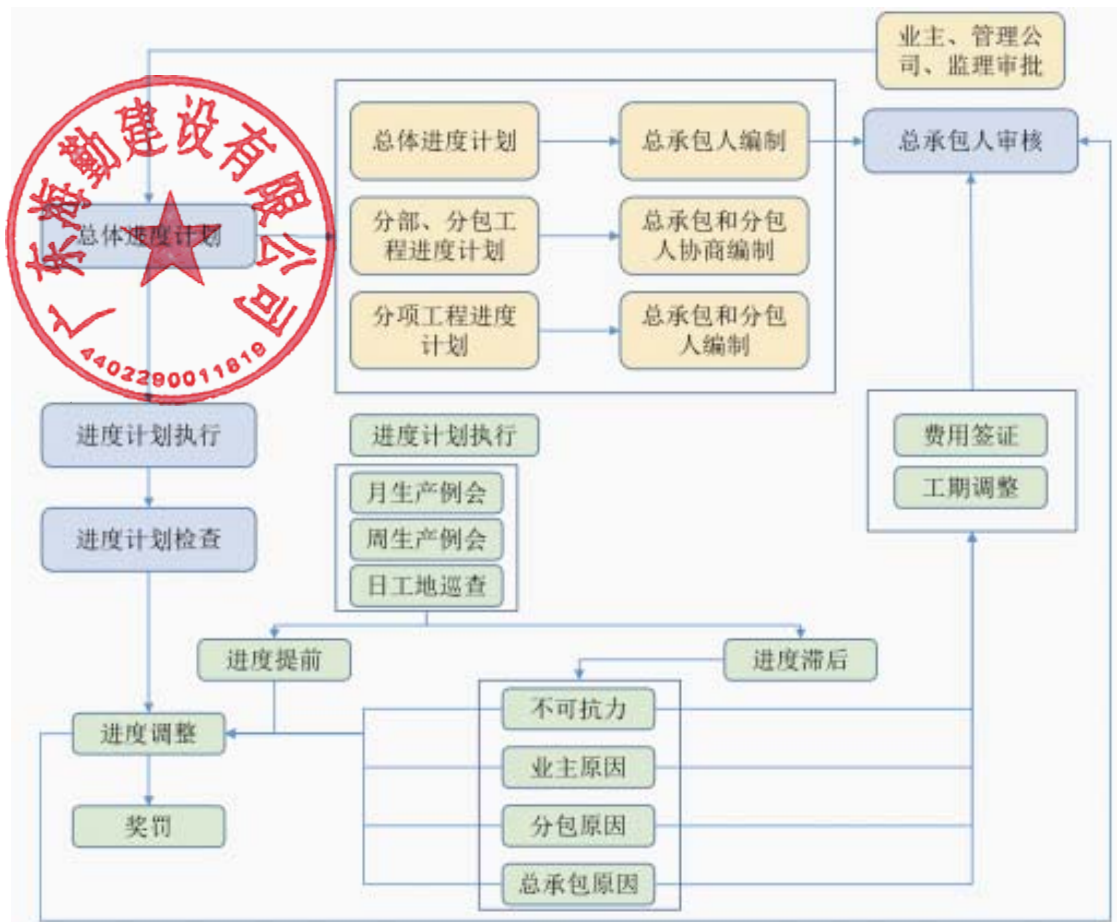 业主、管理公
司、监理审批
总体进度计划
总承包人编制
总承包人审核
广东海勤建设有限公司
4402290011819
总体进度计划
分部、分包工
程进度计划
总承包和分包
人协商编制
分项工程进度
计划
总承包和分包
人编制
进度计划执行
进度计划执行
费用签证
月生产例会
工期调整
进度计划检查
周生产例会
日工地巡查
进度提前
进度滞后
不可抗力
进度调整
业主原因
奖罚
分包原因
总承包原因